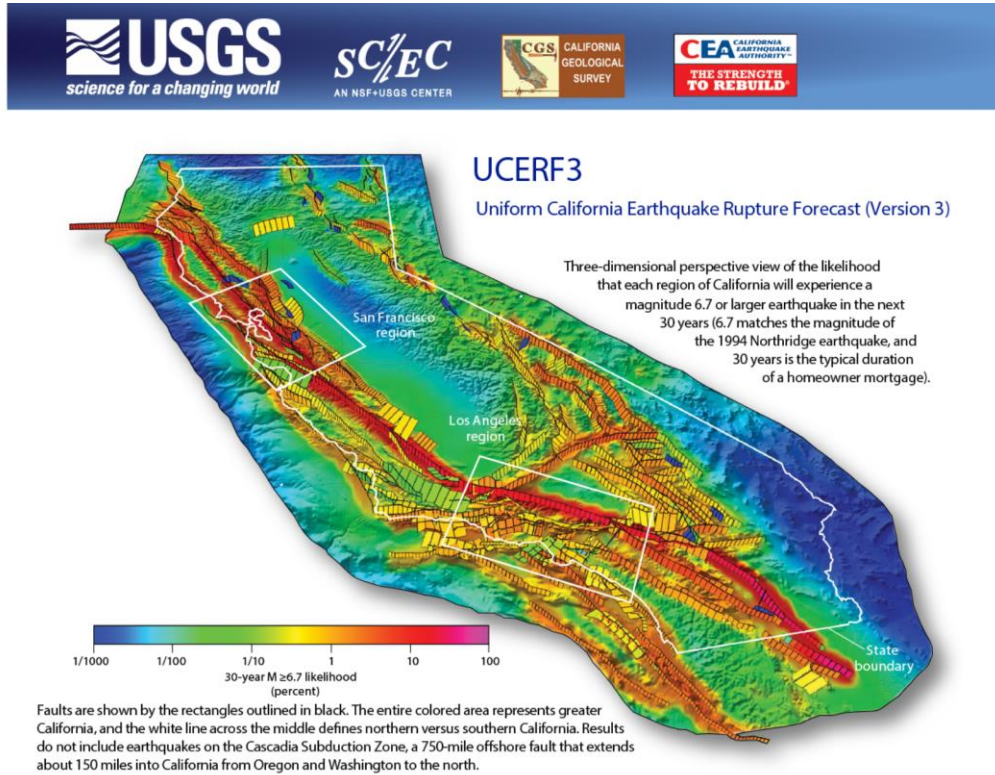 USGS
science for a changing world
SC/EC
AN NSF+USGS CENTER
CGS
CALIFORNIA
GEOLOGICAL
SURVEY
CEA CALIFORNIA
EARTHQUAKE
AUTHORITY™
THE STRENGTH
TO REBUILD®
UCERF3
Uniform California Earthquake Rupture Forecast (Version 3)
Three-dimensional perspective view of the likelihood
that each region of California will experience a
magnitude 6.7 or larger earthquake in the next
30 years (6.7 matches the magnitude of
the 1994 Northridge earthquake, and
30 years is the typical duration
of a homeowner mortgage).
San Francisco
region
Los Angeles
region
State
boundary
1/1000 1/100 1/10 1 10 100
30-year M ≥6.7 likelihood
(percent)
Faults are shown by the rectangles outlined in black. The entire colored area represents greater
California, and the white line across the middle defines northern versus southern California. Results
do not include earthquakes on the Cascadia Subduction Zone, a 750-mile offshore fault that extends
about 150 miles into California from Oregon and Washington to the north.